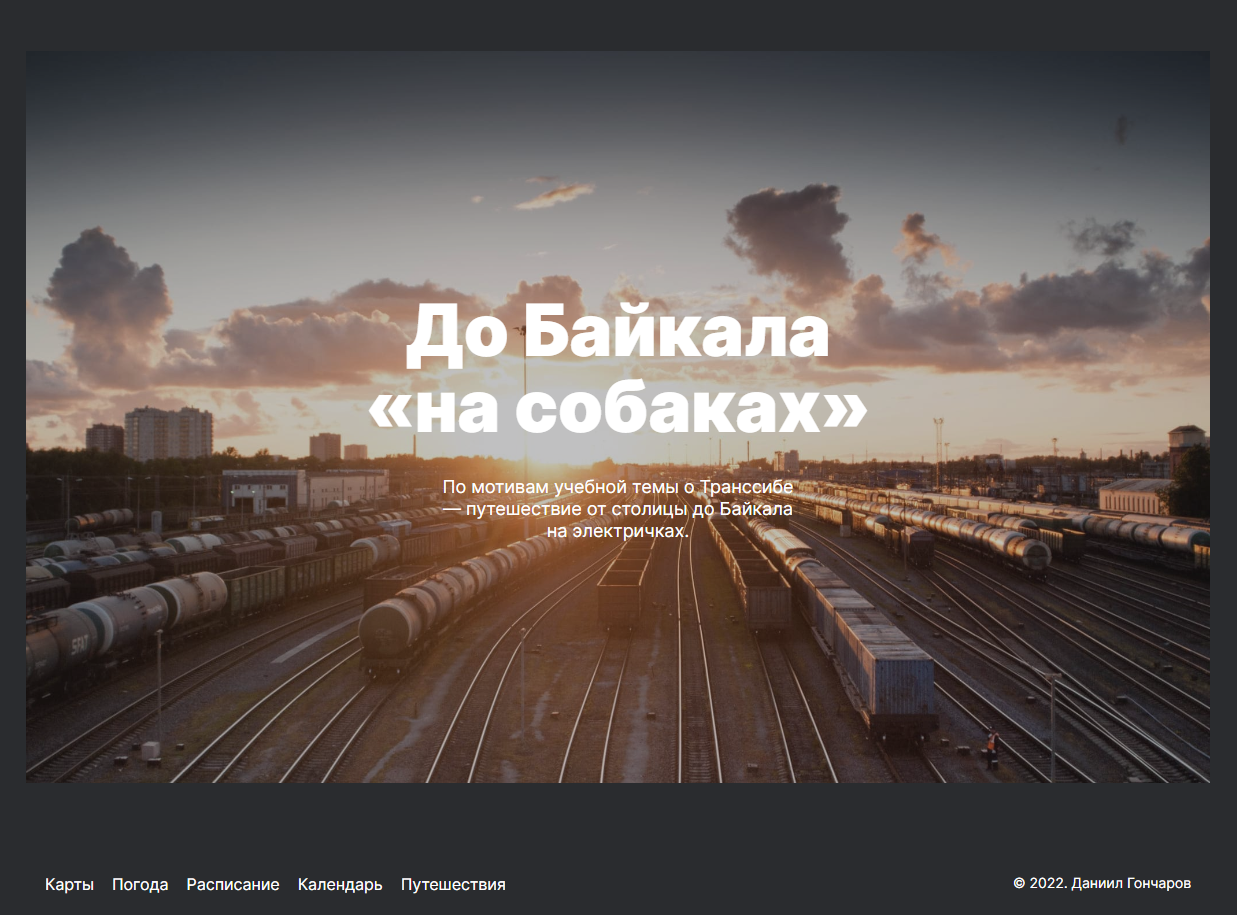 До Байкала
«на собаках»
По мотивам учебной темы о Транссибе
— путешествие от столицы до Байкала
на электричках.
Карты Погода Расписание Календарь Путешествия
© 2022. Даниил Гончаров